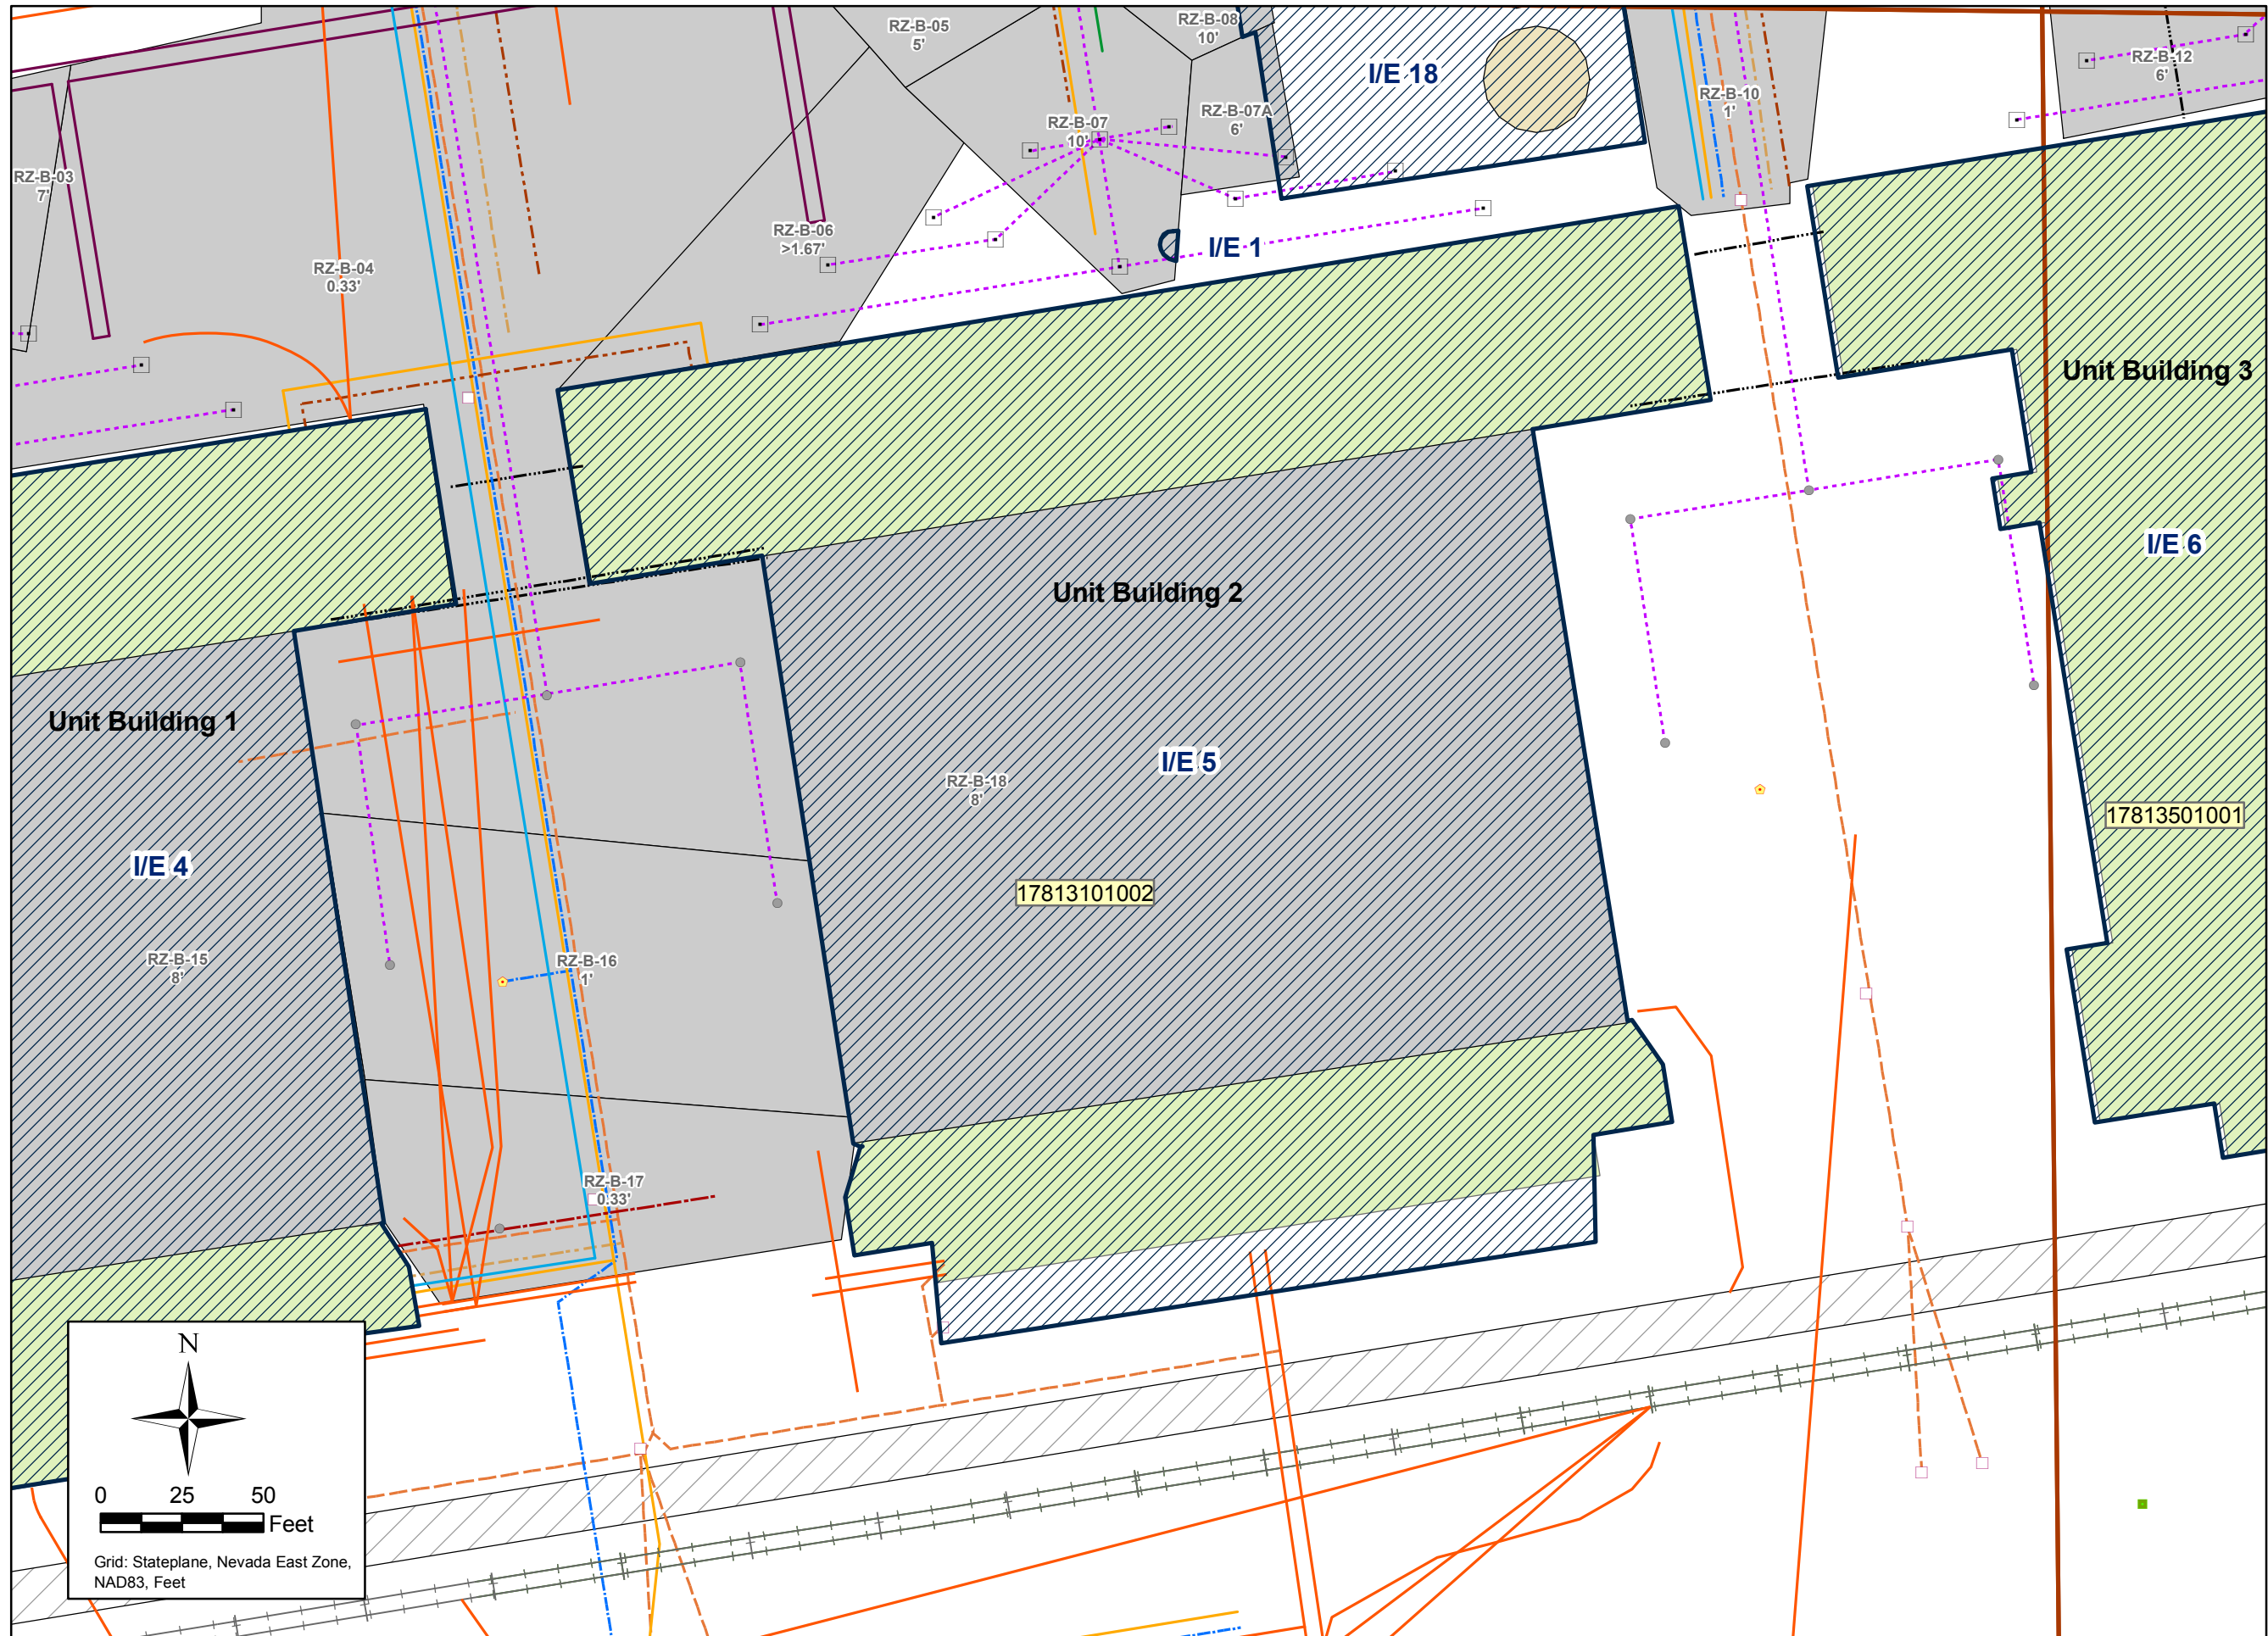 RZ-B-05
5'
RZ-B-08
10'
I/E 18
RZ-B-12
6'
RZ-B-10
1'
RZ-B-07A
6'
RZ-B-07
10'
RZ-B-03
7'
RZ-B-06
>1.67'
I/E 1
RZ-B-04
0.33'
Unit Building 3
I/E 6
Unit Building 2
Unit Building 1
I/E 5
RZ-B-18
8'
17813501001
I/E 4
17813101002
RZ-B-15
8'
RZ-B-16
1'
RZ-B-17
0.33'
N
0 25 50
Feet
Grid: Stateplane, Nevada East Zone,
NAD83, Feet